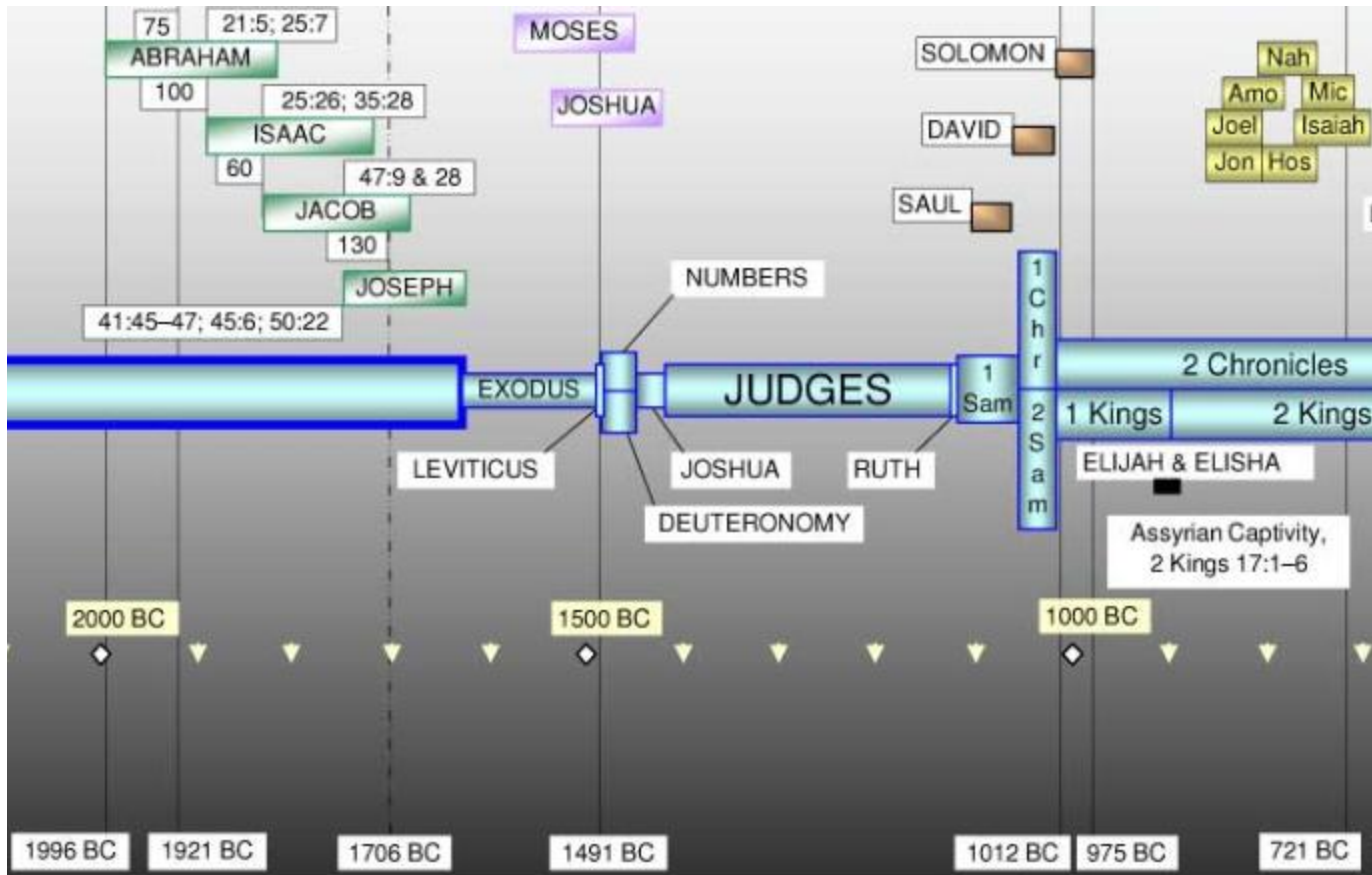 75
21:5; 25:7
ABRAHAM
100
25:26; 35:28
ISAAC
60
47:9 & 28
JACOB
130
JOSEPH
41:45–47; 45:6; 50:22
MOSES
JOSHUA
SOLOMON
DAVID
SAUL
Nah
Amo
Mic
Joel
Isaiah
Jon
Hos
NUMBERS
EXODUS
JUDGES
1
Sam
1
C
h
r
2
S
a
m
2 Chronicles
1 Kings
2 Kings
LEVITICUS
JOSHUA
RUTH
DEUTERONOMY
ELIJAH & ELISHA
Assyrian Captivity,
2 Kings 17:1–6
2000 BC
1500 BC
1000 BC
1996 BC
1921 BC
1706 BC
1491 BC
1012 BC
975 BC
721 BC